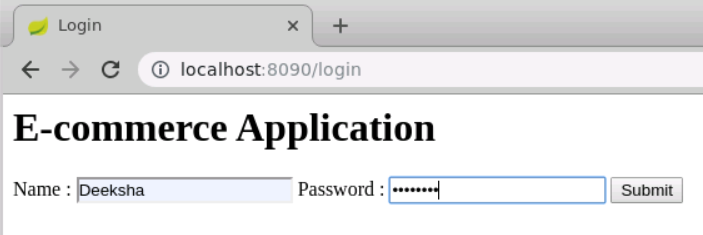 Login
localhost:8090/login
E-commerce Application
Name : Deeksha Password : •••••••• Submit